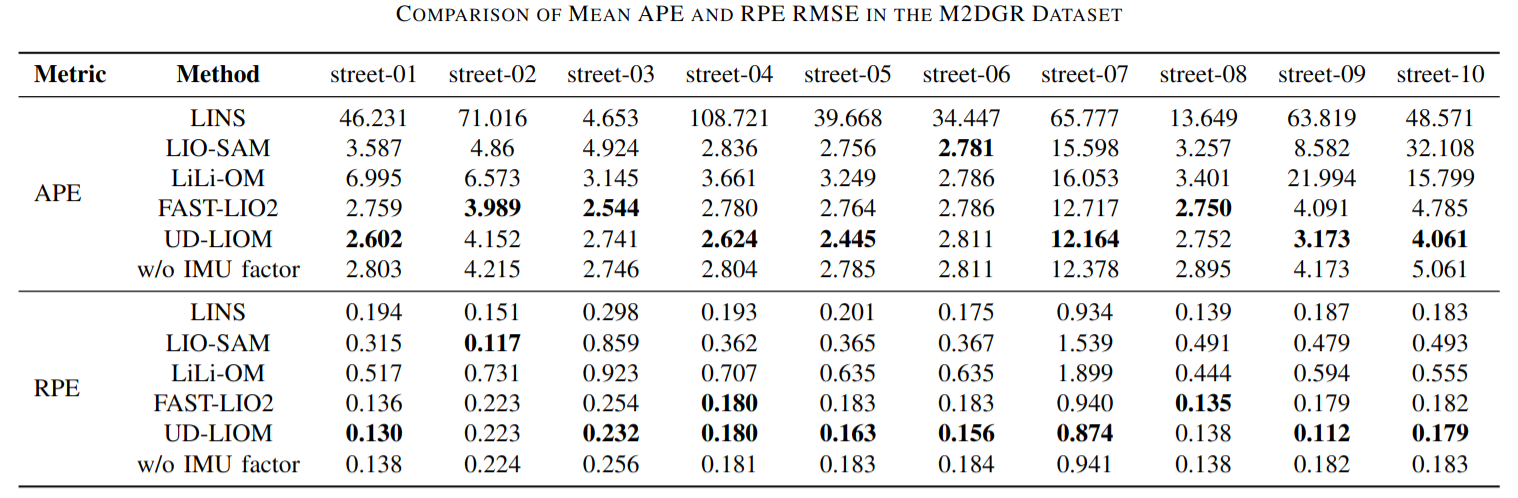 COMPARISON OF MEAN APE AND RPE RMSE IN THE M2DGR DATASET
Metric Method street-01 street-02 street-03 street-04 street-05 street-06 street-07 street-08 street-09 street-10
LINS 46.231 71.016 4.653 108.721 39.668 34.447 65.777 13.649 63.819 48.571
LIO-SAM 3.587 4.86 4.924 2.836 2.756 2.781 15.598 3.257 8.582 32.108
LiLi-OM 6.995 6.573 3.145 3.661 3.249 2.786 16.053 3.401 21.994 15.799
APE
FAST-LIO2 2.759 3.989 2.544 2.780 2.764 2.786 12.717 2.750 4.091 4.785
UD-LIOM 2.602 4.152 2.741 2.624 2.445 2.811 12.164 2.752 3.173 4.061
w/o IMU factor 2.803 4.215 2.746 2.804 2.785 2.811 12.378 2.895 4.173 5.061
LINS 0.194 0.151 0.298 0.193 0.201 0.175 0.934 0.139 0.187 0.183
LIO-SAM 0.315 0.117 0.859 0.362 0.365 0.367 1.539 0.491 0.479 0.493
LiLi-OM 0.517 0.731 0.923 0.707 0.635 0.635 1.899 0.444 0.594 0.555
RPE
FAST-LIO2 0.136 0.223 0.254 0.180 0.183 0.183 0.940 0.135 0.179 0.182
UD-LIOM 0.130 0.223 0.232 0.180 0.163 0.156 0.874 0.138 0.112 0.179
w/o IMU factor 0.138 0.224 0.256 0.181 0.183 0.184 0.941 0.138 0.182 0.183